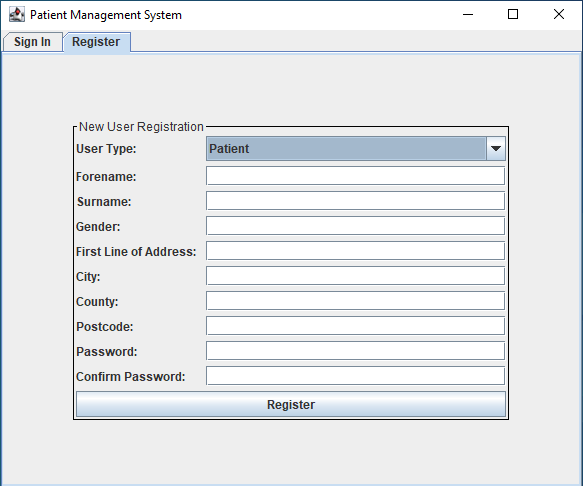 Patient Management System
Sign In Register
New User Registration
User Type: Patient
Forename:
Surname:
Gender:
First Line of Address:
City:
County:
Postcode:
Password:
Confirm Password:
Register